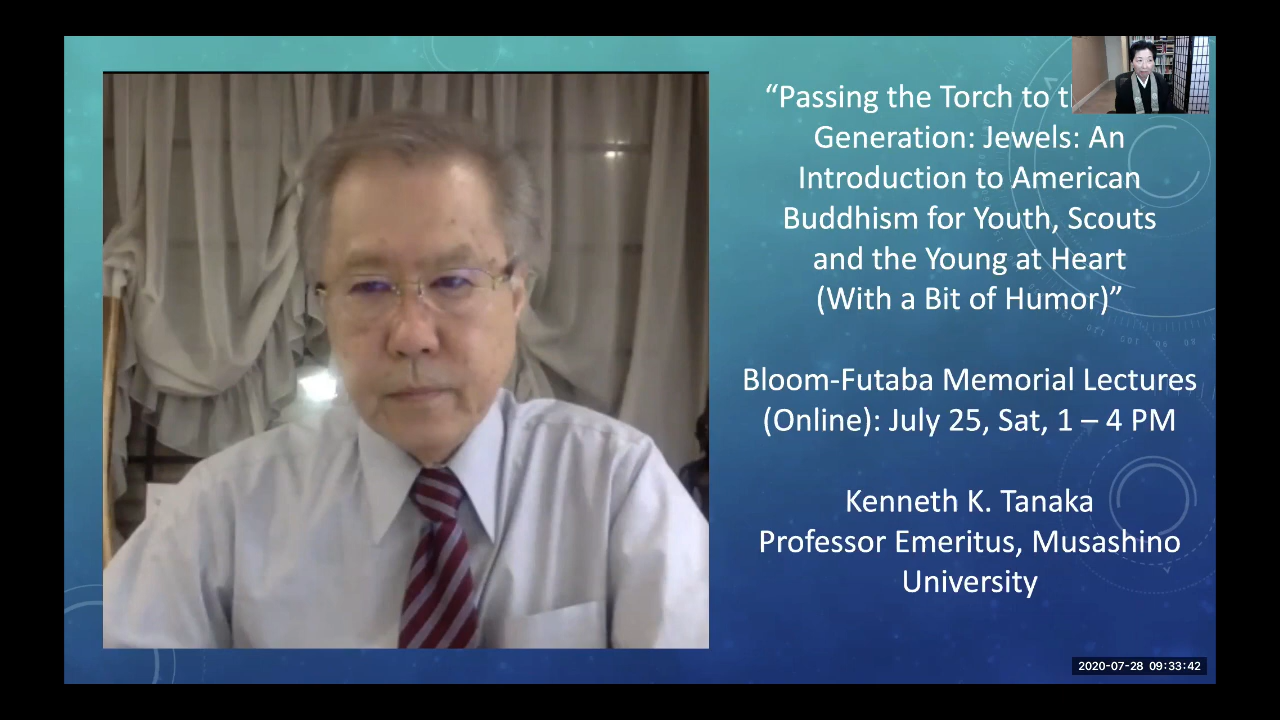 “Passing the Torch to
Generation: Jewels: An
Introduction to American
Buddhism for Youth, Scouts
and the Young at Heart
(With a Bit of Humor)”
Bloom-Futaba Memorial Lectures
(Online): July 25, Sat, 1 – 4 PM
Kenneth K. Tanaka
Professor Emeritus, Musashino
University
2020-07-28 09:33:42